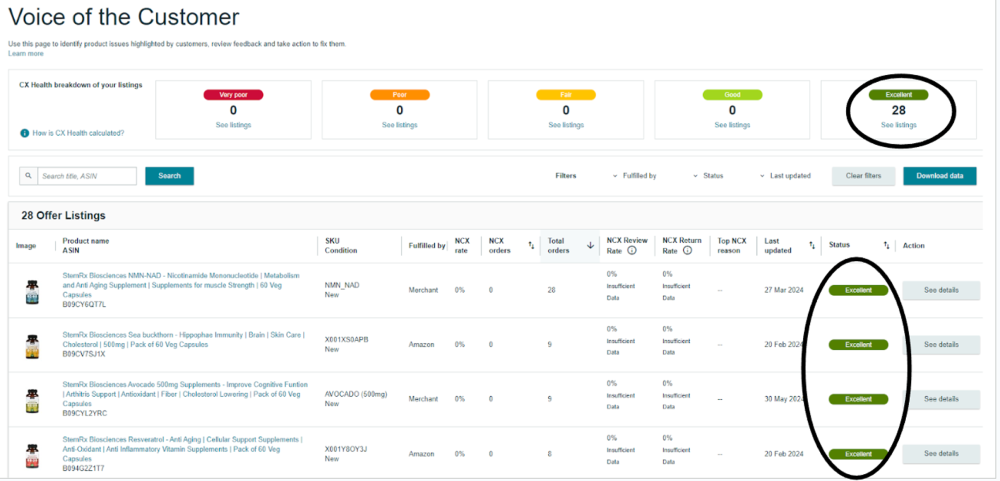 Voice of the Customer
Use this page to identify product issues highlighted by customers, review feedback and take action to fix them.
Learn more
CX Health breakdown of your listings
How is CX Health calculated?
Very poor
0
See listings
Poor
0
See listings
Fair
0
See listings
Good
0
See listings
Excellent
28
See listings
Search title, ASIN
Search
Filters
Fulfilled by
Status
Last updated
Clear filters
Download data
28 Offer Listings
Image
Product name
ASIN
SKU
Condition
Fulfilled by
NCX
rate
NCX
orders
Total
orders
NCX Review
Rate
NCX Return
Rate
Top NCX
reason
Last
updated
Status
Action
StemRx Biosciences NMN-NAD - Nicotinamide Mononucleotide | Metabolism
and Anti Aging Supplement | Supplements for muscle Strength | 60 Veg
Capsules
B09CY6QT7L
NMN_NAD
New
Merchant
0%
0
28
0%
Insufficient
Data
0%
Insufficient
Data
--
27 Mar 2024
Excellent
See details
StemRx Biosciences Sea buckthorn - Hippophae Immunity | Brain | Skin Care |
Cholesterol | 500mg | Pack of 60 Veg Capsules
B09CV7SJ1X
X001XS0APB
New
Amazon
0%
0
9
0%
Insufficient
Data
0%
Insufficient
Data
--
20 Feb 2024
Excellent
See details
StemRx Biosciences Avocade 500mg Supplements - Improve Cognitive Funtion
| Arthitris Support | Antioxidant | Fiber | Cholesterol Lowering | Pack of 60 Veg
Capsules
B09CYL2YRC
AVOCADO (500mg)
New
Merchant
0%
0
9
0%
Insufficient
Data
0%
Insufficient
Data
--
30 May 2024
Excellent
See details
StemRx Biosciences Resveratrol - Anti Aging | Cellular Support Supplements |
Anti-Oxidant | Anti Inflammatory Vitamin Supplements | Pack of 60 Veg
Capsules
B094G2Z1T7
X001Y8OY3J
New
Amazon
0%
0
8
0%
Insufficient
Data
0%
Insufficient
Data
--
20 Feb 2024
Excellent
See details